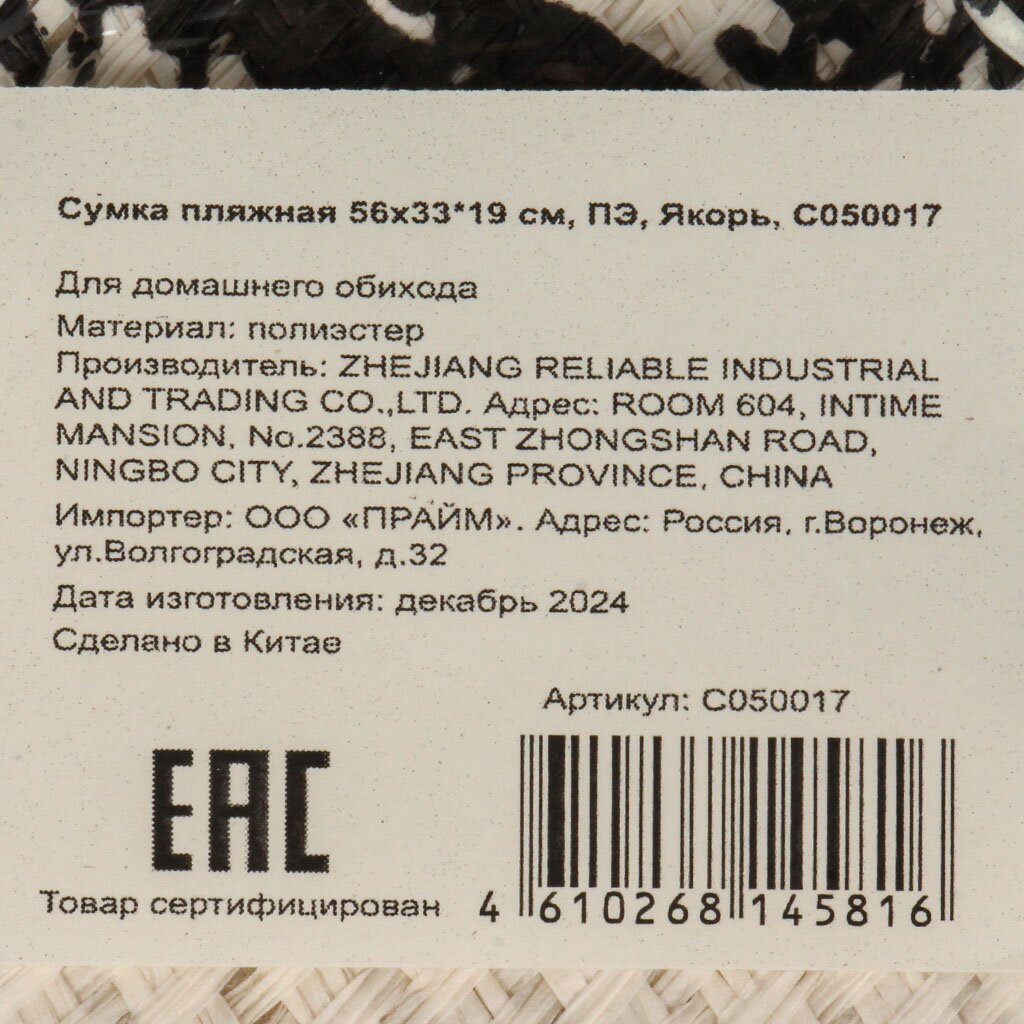 Сумка пляжная 56х33*19 см, ПЭ, Якорь, С050017
Для домашнего обихода
Материал: полиэстер
Производитель: ZHEJIANG RELIABLE INDUSTRIAL
AND TRADING CO.,LTD. Адрес: ROOM 604, INTIME
MANSION, No.2388, EAST ZHONGSHAN ROAD,
NINGBO CITY, ZHEJIANG PROVINCE, CHINA
Импортер: ООО «ПРАЙМ». Адрес: Россия, г.Воронеж,
ул.Волгоградская, д.32
Дата изготовления: декабрь 2024
Сделано в Китае
Артикул: С050017
EAC
Товар сертифицирован
4 610268 145816